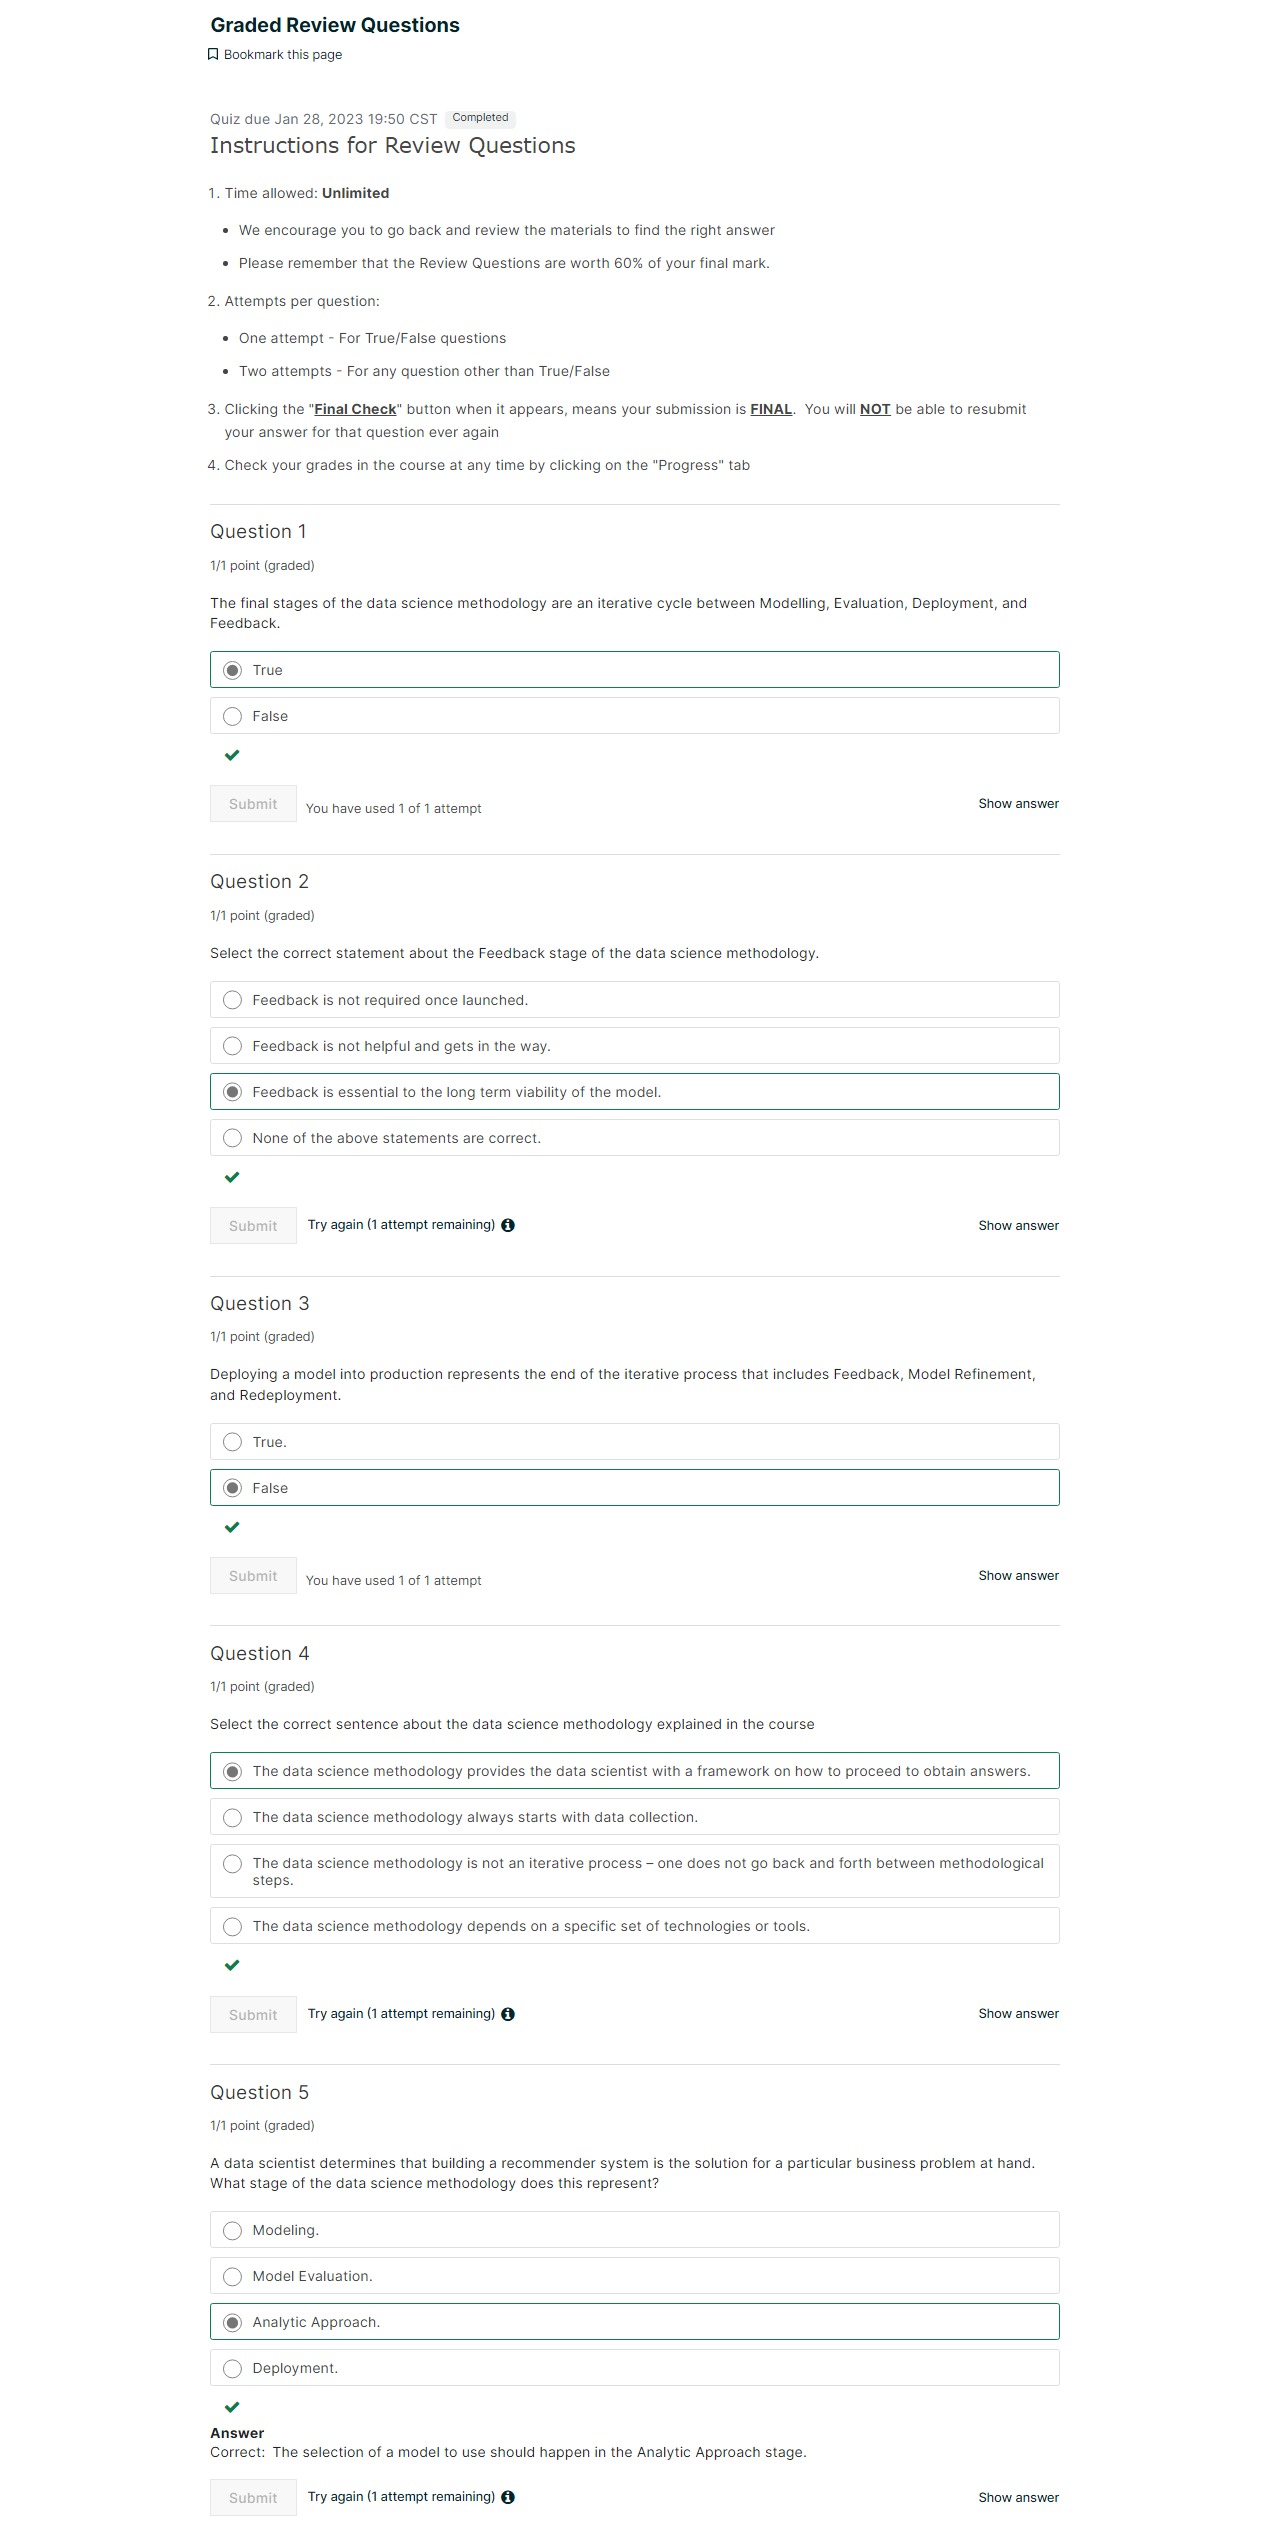 Graded Review Questions
Bookmark this page
Quiz due Jan 28, 2023 19:50 CST Completed
Instructions for Review Questions
1. Time allowed: Unlimited
• We encourage you to go back and review the materials to find the right answer
• Please remember that the Review Questions are worth 60% of your final mark.
2. Attempts per question:
• One attempt - For True/False questions
• Two attempts - For any question other than True/False
3. Clicking the "Final Check" button when it appears, means your submission is FINAL. You will NOT be able to resubmit
your answer for that question ever again
4. Check your grades in the course at any time by clicking on the "Progress" tab
Question 1
1/1 point (graded)
The final stages of the data science methodology are an iterative cycle between Modelling, Evaluation, Deployment, and
Feedback.
True
False
Submit You have used 1 of 1 attempt Show answer
Question 2
1/1 point (graded)
Select the correct statement about the Feedback stage of the data science methodology.
Feedback is not required once launched.
Feedback is not helpful and gets in the way.
Feedback is essential to the long term viability of the model.
None of the above statements are correct.
Submit Try again (1 attempt remaining) Show answer
Question 3
1/1 point (graded)
Deploying a model into production represents the end of the iterative process that includes Feedback, Model Refinement,
and Redeployment.
True.
False
Submit You have used 1 of 1 attempt Show answer
Question 4
1/1 point (graded)
Select the correct sentence about the data science methodology explained in the course
The data science methodology provides the data scientist with a framework on how to proceed to obtain answers.
The data science methodology always starts with data collection.
The data science methodology is not an iterative process – one does not go back and forth between methodological
steps.
The data science methodology depends on a specific set of technologies or tools.
Submit Try again (1 attempt remaining) Show answer
Question 5
1/1 point (graded)
A data scientist determines that building a recommender system is the solution for a particular business problem at hand.
What stage of the data science methodology does this represent?
Modeling.
Model Evaluation.
Analytic Approach.
Deployment.
Answer
Correct: The selection of a model to use should happen in the Analytic Approach stage.
Submit Try again (1 attempt remaining) Show answer